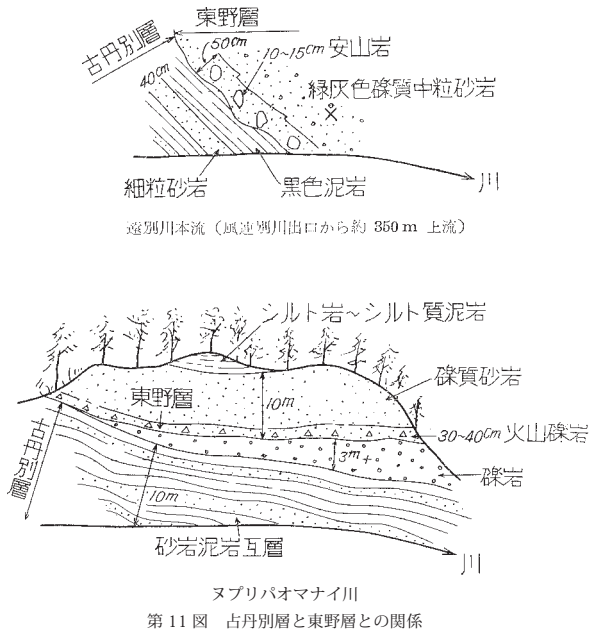 東野層
古丹別層
50cm
10~15cm 安山岩
40cm
緑灰色礫質中粒砂岩
細粒砂岩
黒色泥岩
川
遠別川本流（風連別川出口から約 350 m 上流）
シルト岩~シルト質泥岩
礫質砂岩
東野層
10m
30~40cm 火山礫岩
古丹別層
3m+
礫岩
10m
砂岩泥岩互層
川
ヌプリパオマナイ川
第 11 図 古丹別層と東野層との関係